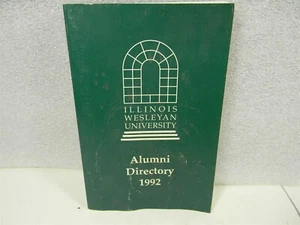 ILLINOIS
WESLEYAN
UNIVERSITY
Alumni
Directory
1992